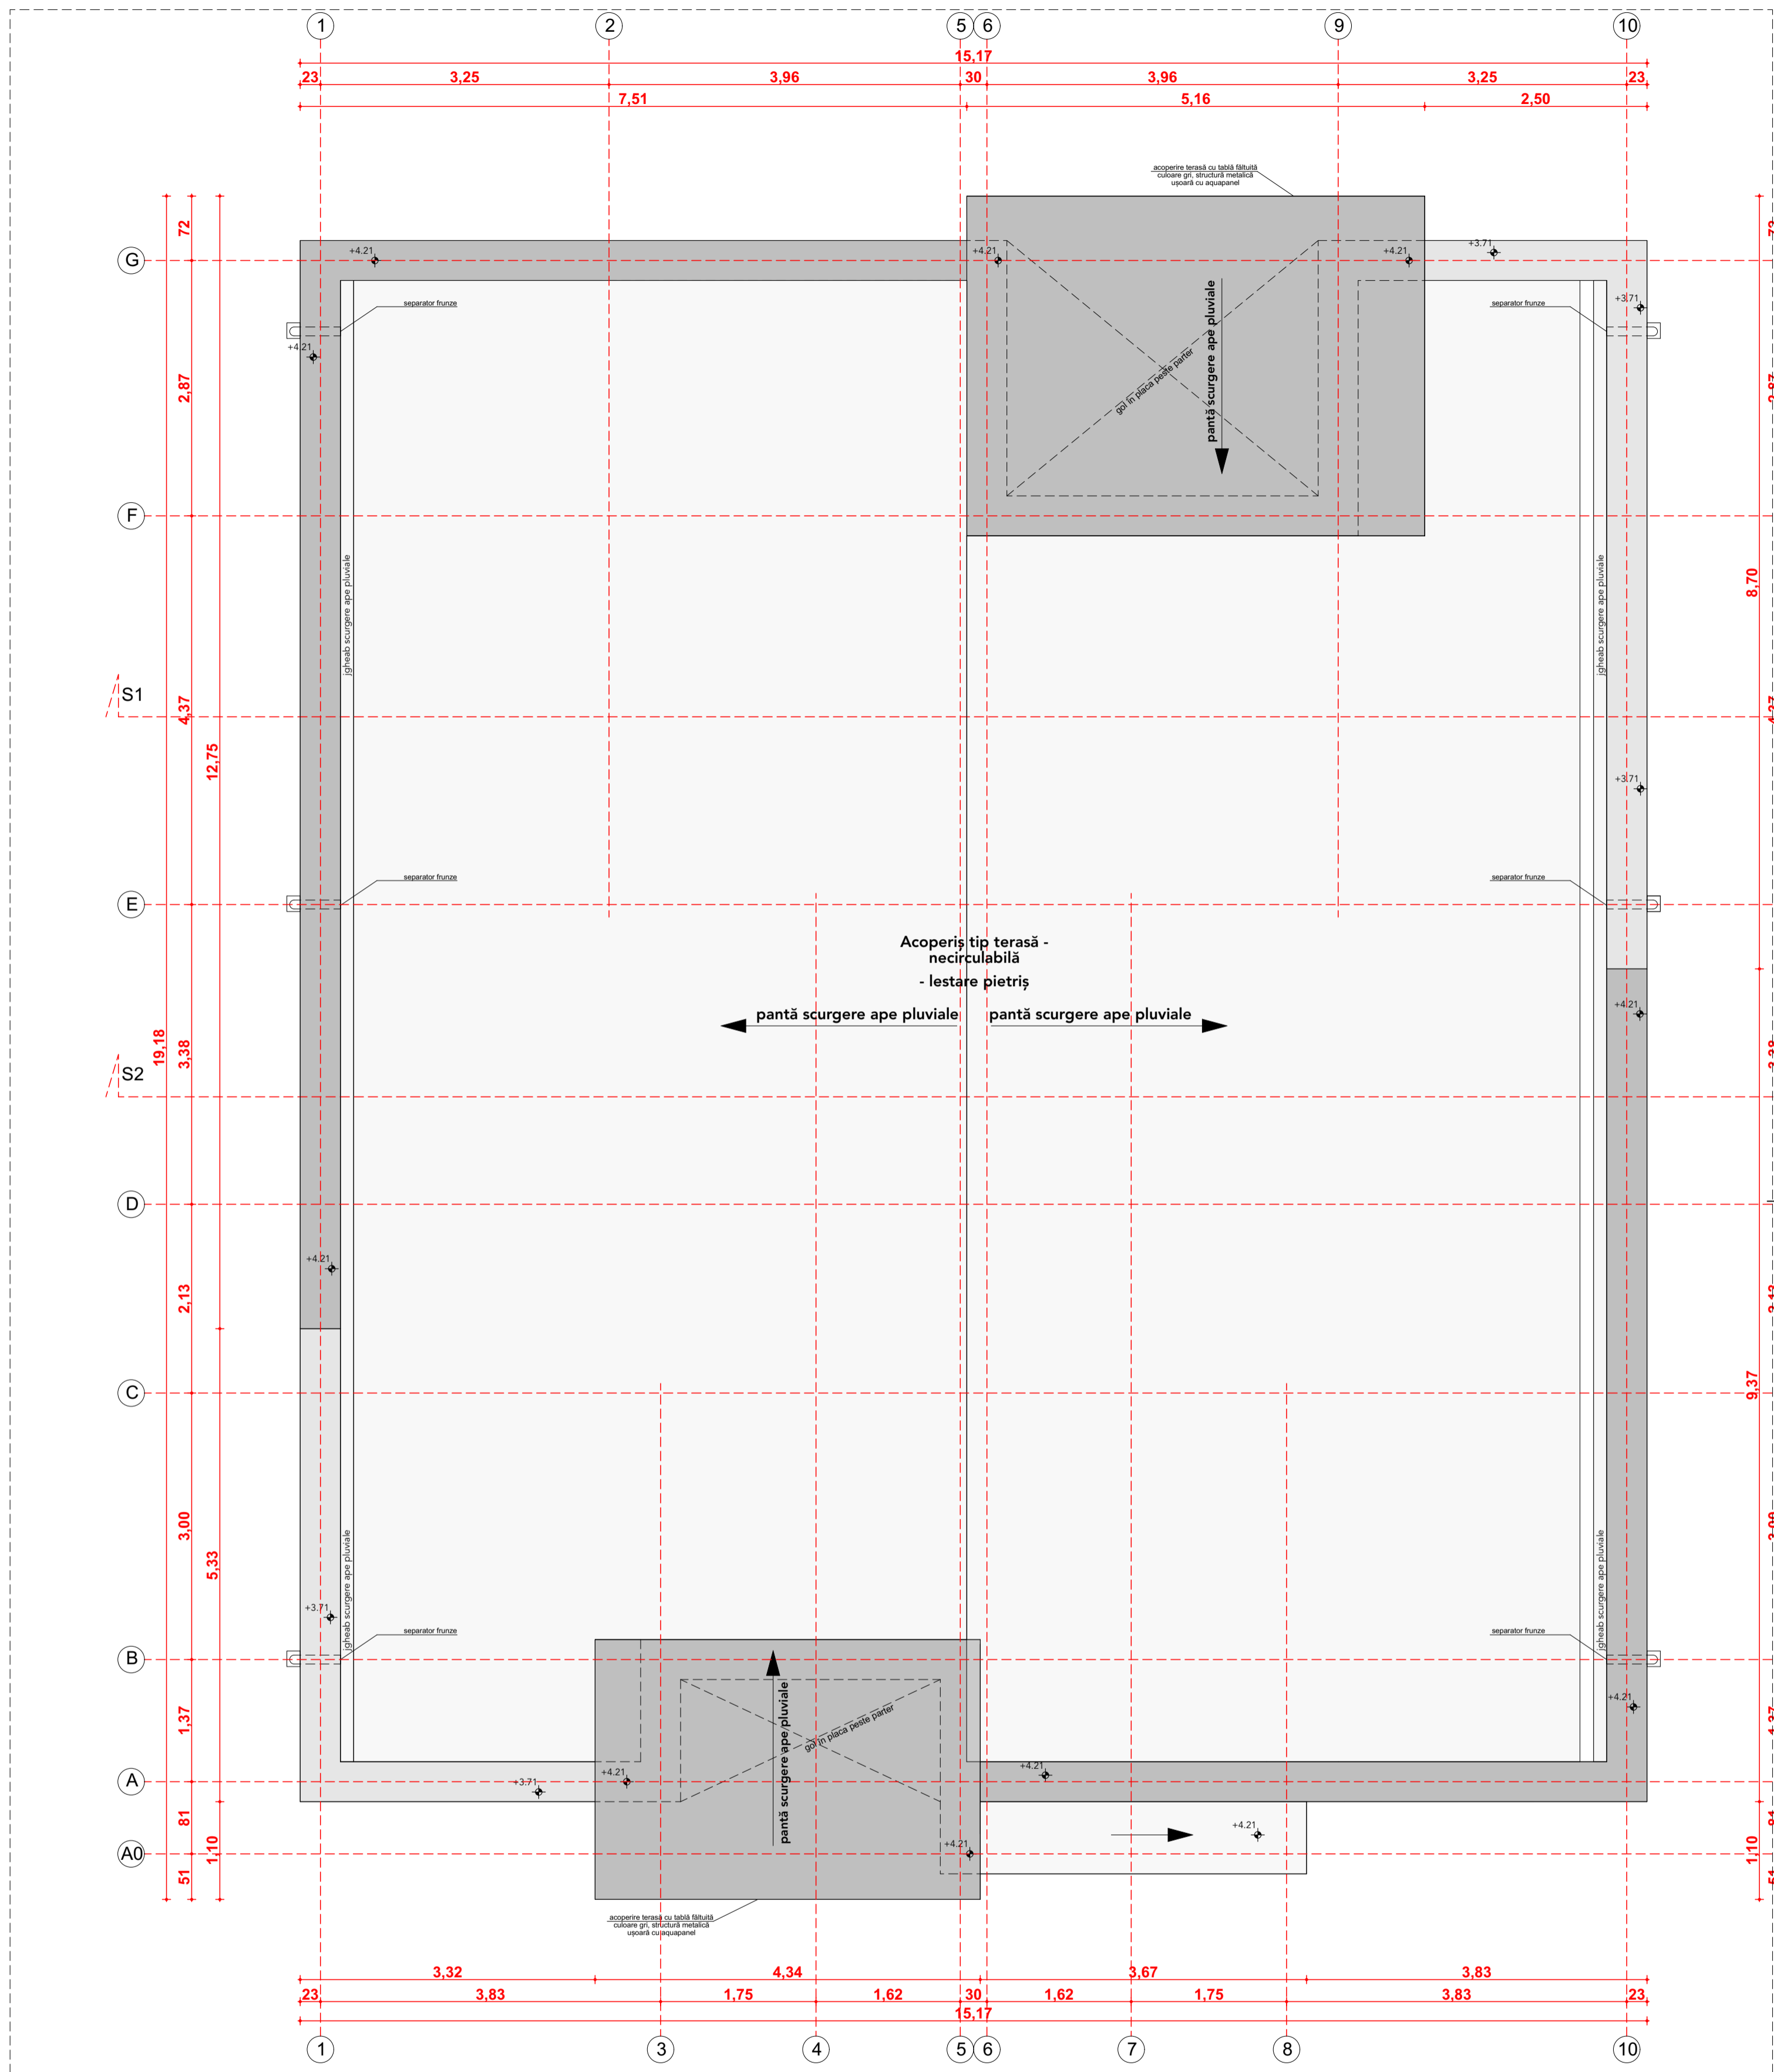 1 2 5 6 9 10
15,17
23 3,25 3,96 30 3,96 3,25 23
7,51 5,16 2,50
acoperire terasă cu tablă fălțuită
culoare gri, structură metalică
ușoară cu aquapanel
72
G
+4.21 +4.21 +4.21 +3.71
separator frunze
separator frunze
+3.71
+4.21
2,87
gol în placa peste parter
pantă scurgere ape pluviale
F
jgheab scurgere ape pluviale
jgheab scurgere ape pluviale
8,70
S1
4,37
12,75
+3.71
separator frunze
separator frunze
E
Acoperiș tip terasă -
necirculabilă
- lestare pietriș
pantă scurgere ape pluviale pantă scurgere ape pluviale
+4.21
19,18
3,38
S2
D
+4.21
2,13
C
9,37
3,00
5,33
jgheab scurgere ape pluviale
jgheab scurgere ape pluviale
+3.71
separator frunze
separator frunze
B
+4.21
1,37
pantă scurgere ape pluviale
gol în placa peste parter
+4.21
+4.21
+3.71
A
81
1,10
+4.21
+4.21
A0
51
1,10
acoperire terasă cu tablă fălțuită
culoare gri, structură metalică
ușoară cu aquapanel
3,32 4,34 3,67 3,83
23 3,83 1,75 1,62 30 1,62 1,75 3,83 23
15,17
1 3 4 5 6 7 8 10